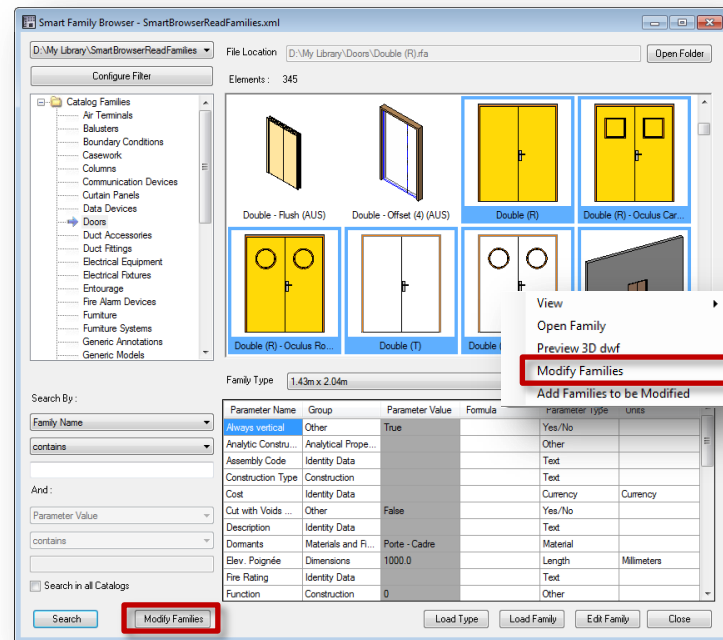 Smart Family Browser - SmartBrowserReadFamilies.xml
D:\My Library\SmartBrowserReadFamilies
File Location D:\My Library\Doors\Double (R).rfa Open Folder
Configure Filter
Elements : 345
Catalog Families
Air Terminals
Balusters
Boundary Conditions
Casework
Columns
Communication Devices
Curtain Panels
Data Devices
Doors
Duct Accessories
Duct Fittings
Electrical Equipment
Electrical Fixtures
Entourage
Fire Alarm Devices
Furniture
Furniture Systems
Generic Annotations
Generic Models
Double - Flush (AUS) Double - Offset (4) (AUS) Double (R) Double (R) - Oculus Car...
Double (R) - Oculus Ro... Double (T) Double
View
Open Family
Preview 3D dwf
Modify Families
Add Families to be Modified
Family Type 1.43m x 2.04m
Search By :
Family Name
contains
And :
Parameter Value
contains
Search in all Catalogs
Parameter Name Group Parameter Value Formula Parameter Type Units
Always vertical Other True Yes/No
Analytic Constru... Analytical Prope... Other
Assembly Code Identity Data Text
Construction Type Construction Text
Cost Identity Data Currency Currency
Cut with Voids ... Other False Yes/No
Description Identity Data Text
Dormants Materials and Fi... Porte - Cadre Material
Elev. Poignée Dimensions 1000.0 Length Millimeters
Fire Rating Identity Data Text
Function Construction 0 Other
Search Modify Families Load Type Load Family Edit Family Close